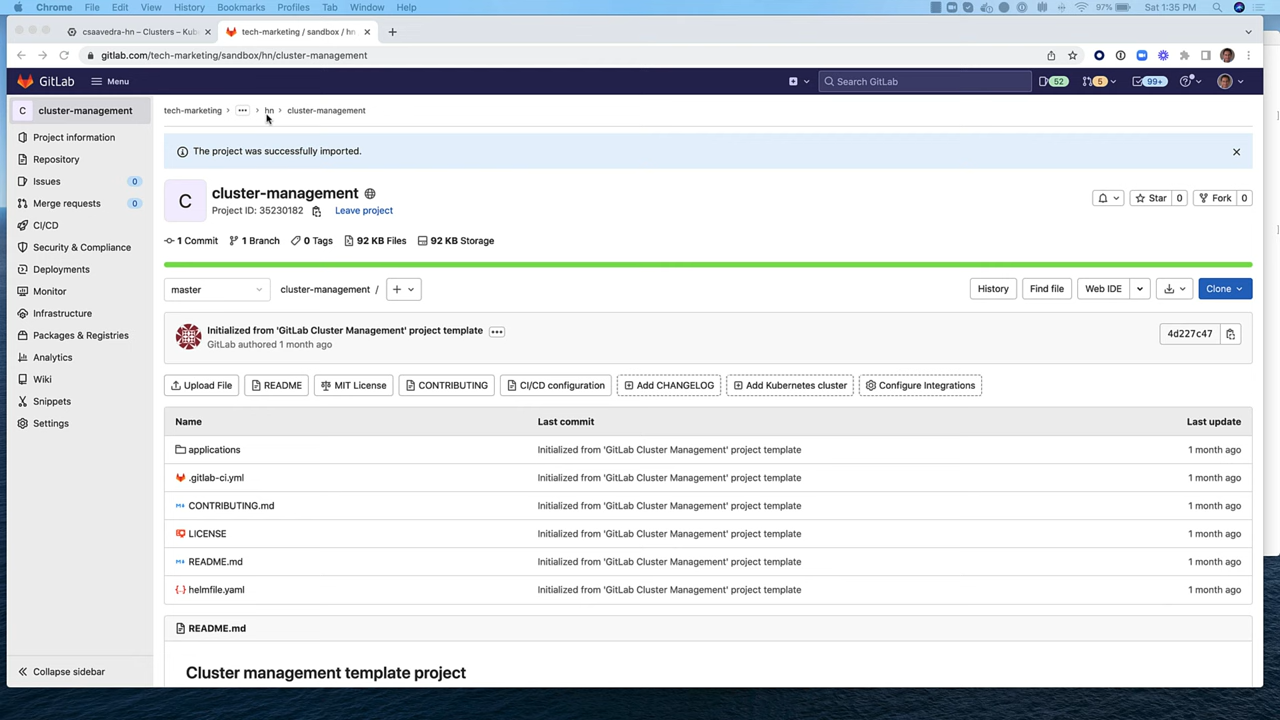 Chrome File Edit View History Bookmarks Profiles Tab Window Help 97% Sat 1:35 PM
csaavedra-hn – Clusters – Kub
tech-marketing / sandbox / hn
gitlab.com/tech-marketing/sandbox/hn/cluster-management
GitLab Menu Search GitLab 52 5 99+
C cluster-management
Project information
Repository
Issues 0
Merge requests 0
CI/CD
Security & Compliance
Deployments
Monitor
Infrastructure
Packages & Registries
Analytics
Wiki
Snippets
Settings
Collapse sidebar
tech-marketing > ... > hn > cluster-management
The project was successfully imported.
C
cluster-management
Project ID: 35230182 Leave project
Star 0 Fork 0
1 Commit 1 Branch 0 Tags 92 KB Files 92 KB Storage
master cluster-management / + History Find file Web IDE Clone
Initialized from 'GitLab Cluster Management' project template ...
GitLab authored 1 month ago
4d227c47
Upload File README MIT License CONTRIBUTING CI/CD configuration Add CHANGELOG Add Kubernetes cluster Configure Integrations
Name Last commit Last update
applications Initialized from 'GitLab Cluster Management' project template 1 month ago
.gitlab-ci.yml Initialized from 'GitLab Cluster Management' project template 1 month ago
CONTRIBUTING.md Initialized from 'GitLab Cluster Management' project template 1 month ago
LICENSE Initialized from 'GitLab Cluster Management' project template 1 month ago
README.md Initialized from 'GitLab Cluster Management' project template 1 month ago
helmfile.yaml Initialized from 'GitLab Cluster Management' project template 1 month ago
README.md
Cluster management template project